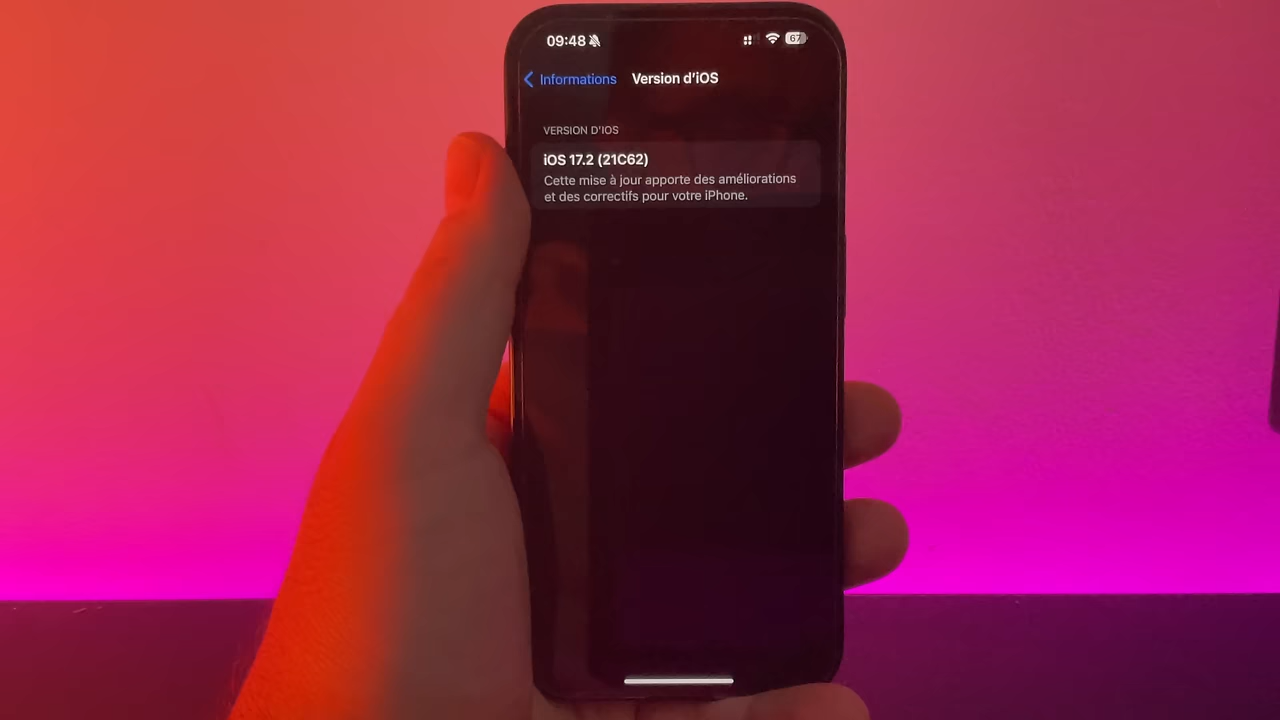 09:48
67
Informations
Version d'iOS
VERSION D'IOS
iOS 17.2 (21C62)
Cette mise à jour apporte des améliorations
et des correctifs pour votre iPhone.